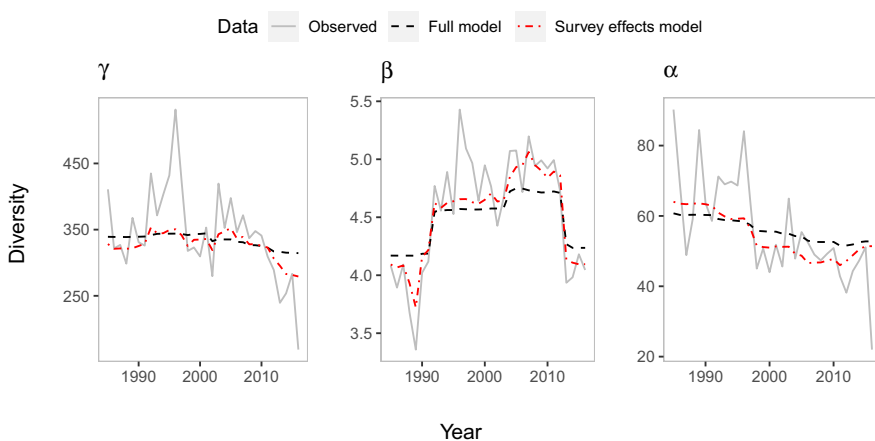 Data Observed Full model Survey effects model
γ
β
α
Diversity
450
350
250
1990 2000 2010
5.5
5.0
4.5
4.0
3.5
1990 2000 2010
80
60
40
20
1990 2000 2010
Year